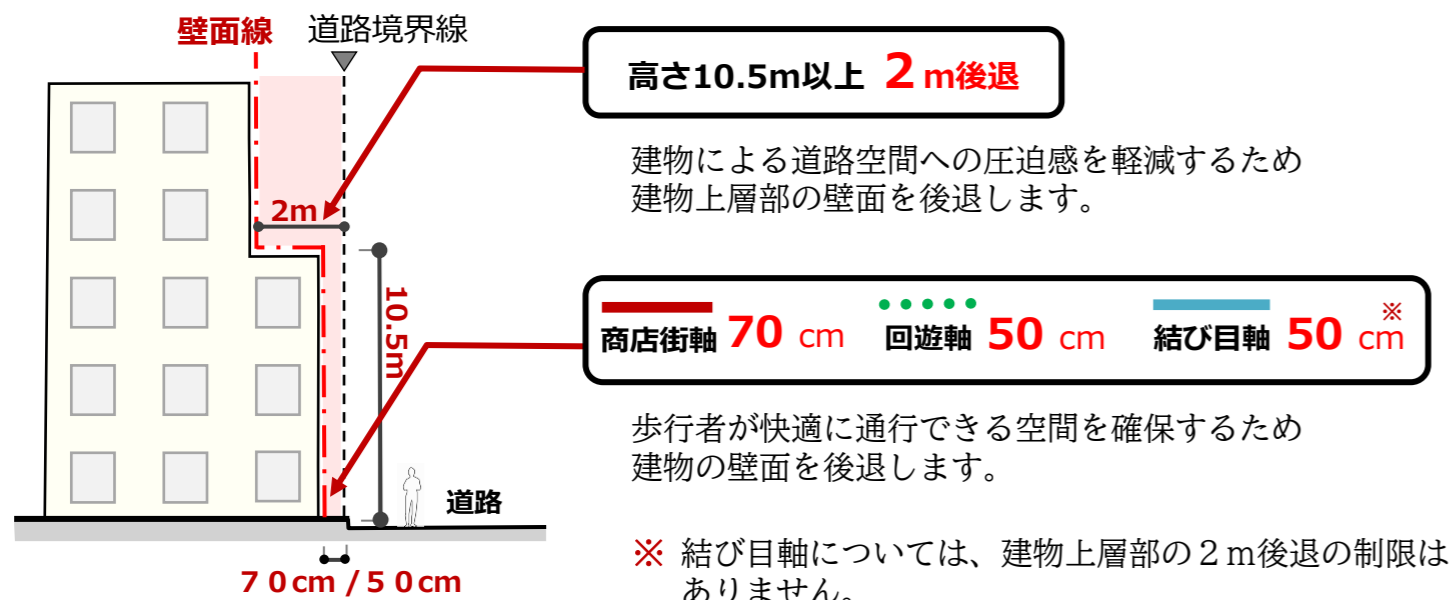 壁面線 道路境界線
高さ10.5m以上 2m後退
建物による道路空間への圧迫感を軽減するため
建物上層部の壁面を後退します。
2m
10.5m
商店街軸 70 cm 回遊軸 50 cm 結び目軸 50 cm※
歩行者が快適に通行できる空間を確保するため
建物の壁面を後退します。
道路
70cm / 50cm
※ 結び目軸については、建物上層部の2m後退の制限は
ありません。